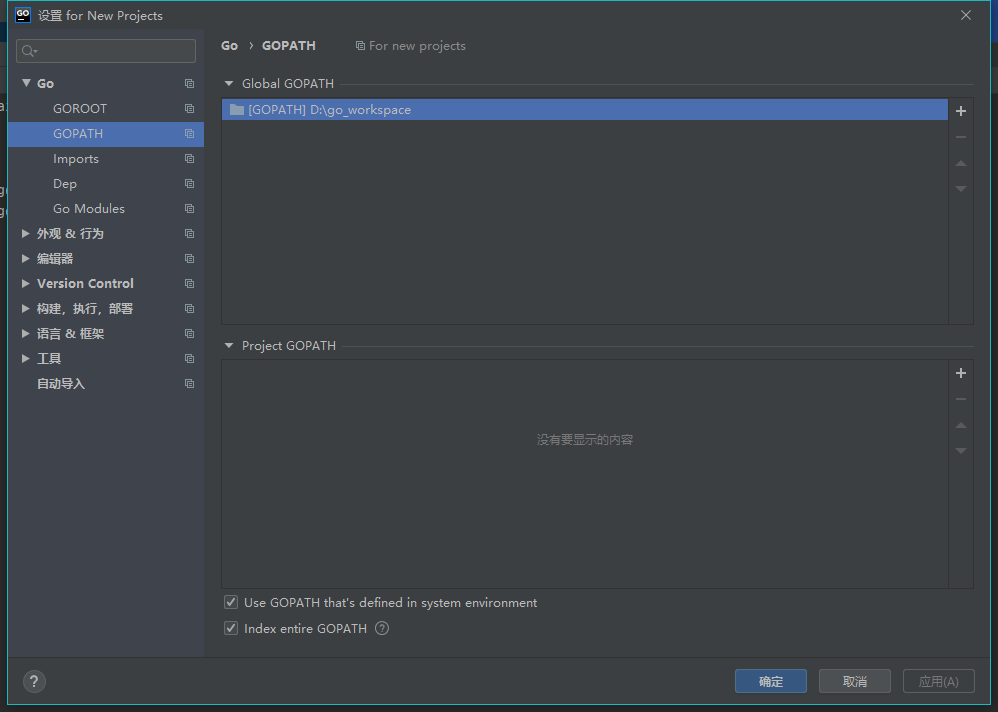 GO 设置 for New Projects
Go › GOPATH For new projects
Go
GOROOT
GOPATH
Imports
Dep
Go Modules
外观 & 行为
编辑器
Version Control
构建，执行，部署
语言 & 框架
工具
自动导入
Global GOPATH
[GOPATH] D:\go_workspace
Project GOPATH
没有要显示的内容
Use GOPATH that's defined in system environment
Index entire GOPATH ?
? 确定 取消 应用(A)